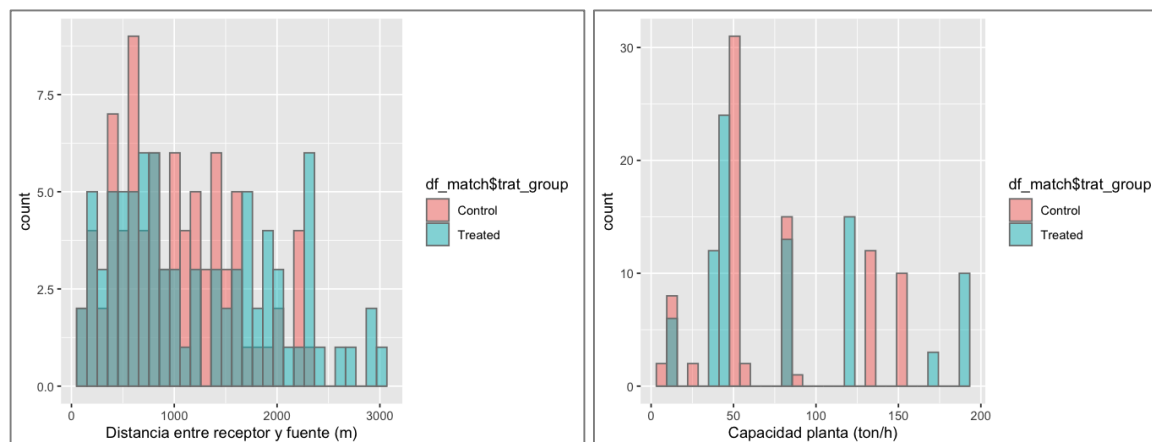 count
7.5
5.0
2.5
0.0
0
1000
2000
3000
Distancia entre receptor y fuente (m)
df_match$trat_group
Control
Treated
count
30
20
10
0
0
50
100
150
200
Capacidad planta (ton/h)
df_match$trat_group
Control
Treated